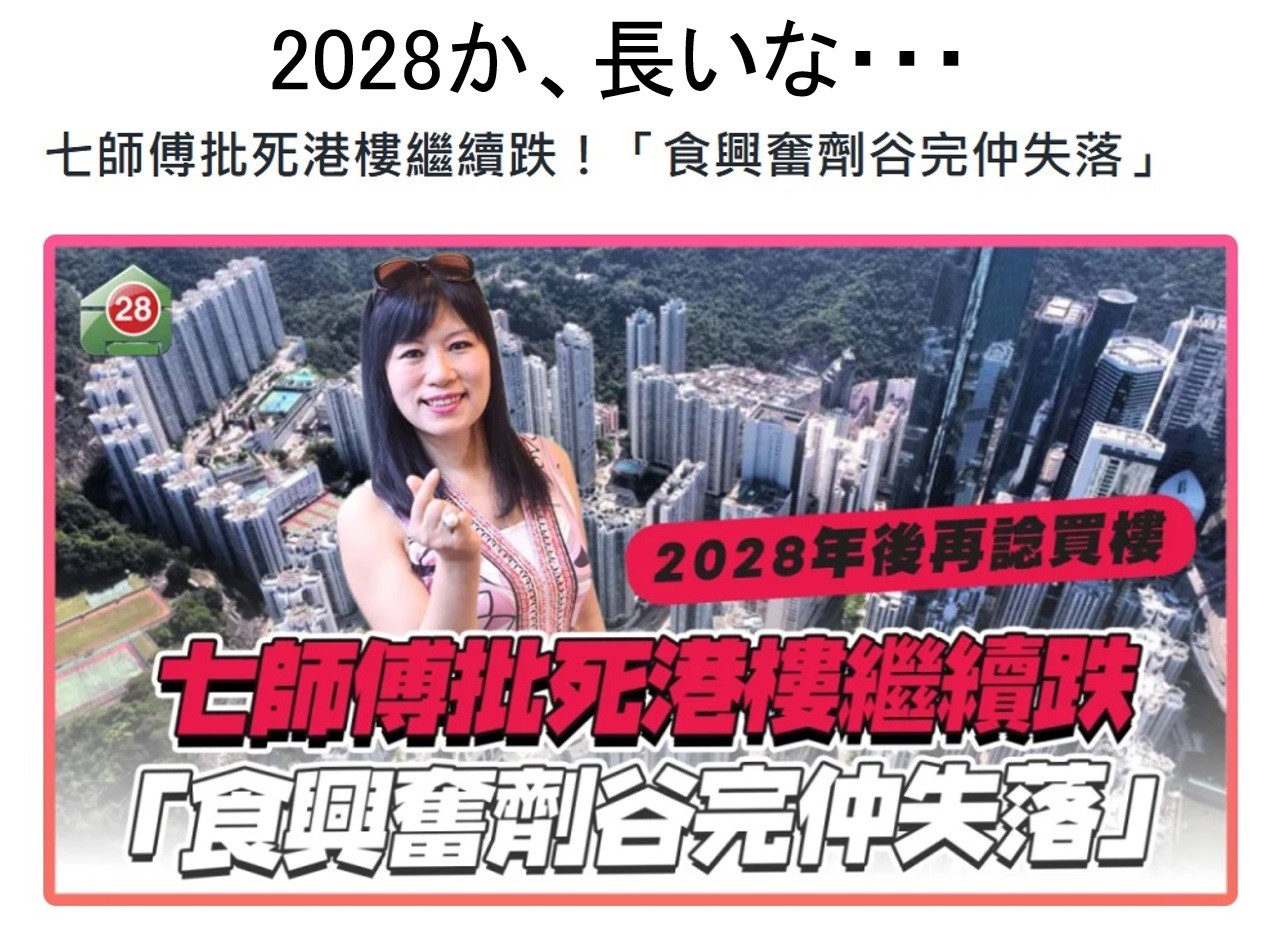 2028か、長いな・・・
七師傅批死港樓繼續跌！「食興奮劑谷完仲失落」
28
2028年後再諗買樓
七師傅批死港樓繼續跌
「食興奮劑谷完仲失落」